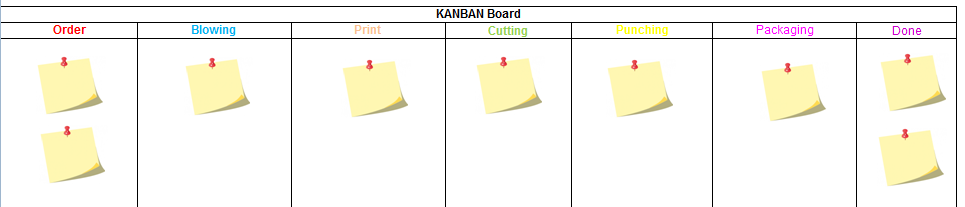 KANBAN Board
Order Blowing Print Cutting Punching Packaging Done